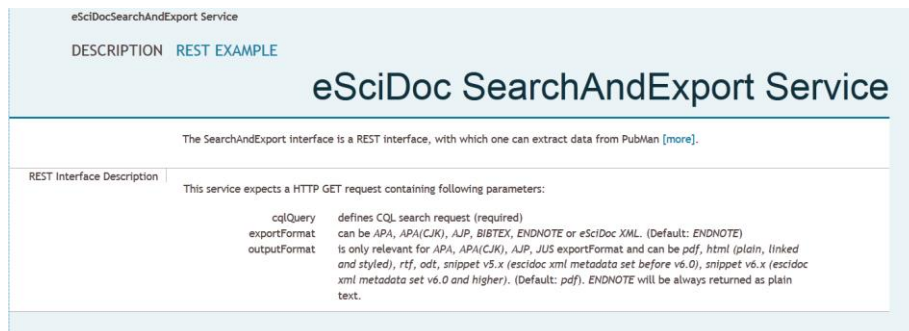 eSciDocSearchAndExport Service
DESCRIPTION REST EXAMPLE
eSciDoc SearchAndExport Service
The SearchAndExport interface is a REST interface, with which one can extract data from PubMan [more].
REST Interface Description
This service expects a HTTP GET request containing following parameters:
cqlQuery defines CQL search request (required)
exportFormat can be APA, APA(CJK), AJP, BIBTEX, ENDNOTE or eSciDoc XML. (Default: ENDNOTE)
outputFormat is only relevant for APA, APA(CJK), AJP, JUS exportFormat and can be pdf, html (plain, linked
and styled), rtf, odt, snippet v5.x (escidoc xml metadata set before v6.0), snippet v6.x (escidoc
xml metadata set v6.0 and higher). (Default: pdf). ENDNOTE will be always returned as plain
text.